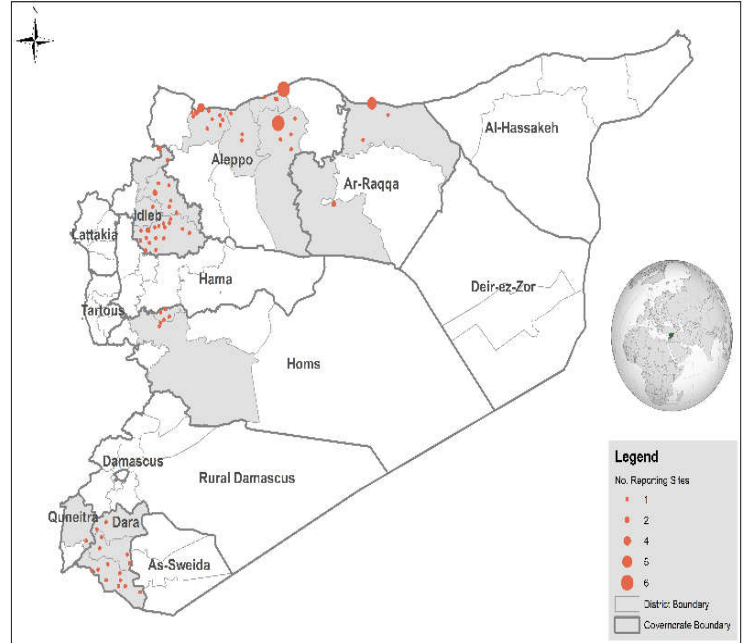 Al-Hassakeh
Aleppo
Ar-Raqqa
Idleb
Lattakia
Hama
Deir-ez-Zor
Tartous
Homs
Damascus
Rural Damascus
Quneitra
Dara
As-Sweida
Legend
No. Reporting Sites
1
2
4
5
6
District Boundary
Governorate Boundary